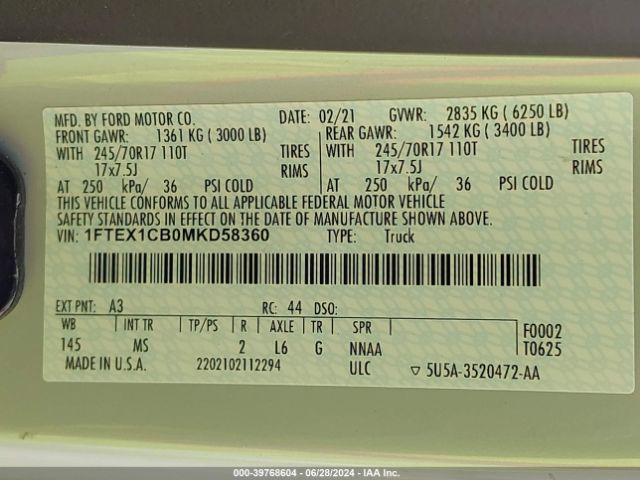 MFD. BY FORD MOTOR CO. DATE: 02/21 GVWR: 2835 KG ( 6250 LB)
FRONT GAWR: 1361 KG ( 3000 LB) REAR GAWR: 1542 KG ( 3400 LB)
WITH 245/70R17 110T TIRES WITH 245/70R17 110T TIRES
17x7.5J RIMS 17x7.5J RIMS
AT 250 kPa/ 36 PSI COLD AT 250 kPa/ 36 PSI COLD
THIS VEHICLE CONFORMS TO ALL APPLICABLE FEDERAL MOTOR VEHICLE
SAFETY STANDARDS IN EFFECT ON THE DATE OF MANUFACTURE SHOWN ABOVE.
VIN: 1FTEX1CB0MKD58360 TYPE: Truck
EXT PNT: A3 RC: 44 DSO:
WB INT TR TP/PS R AXLE TR SPR F0002
145 MS 2 L6 G NNAA T0625
MADE IN U.S.A. 2202102112294 ULC ▽ 5U5A-3520472-AA
000-39768604 - 06/28/2024 - IAA Inc.